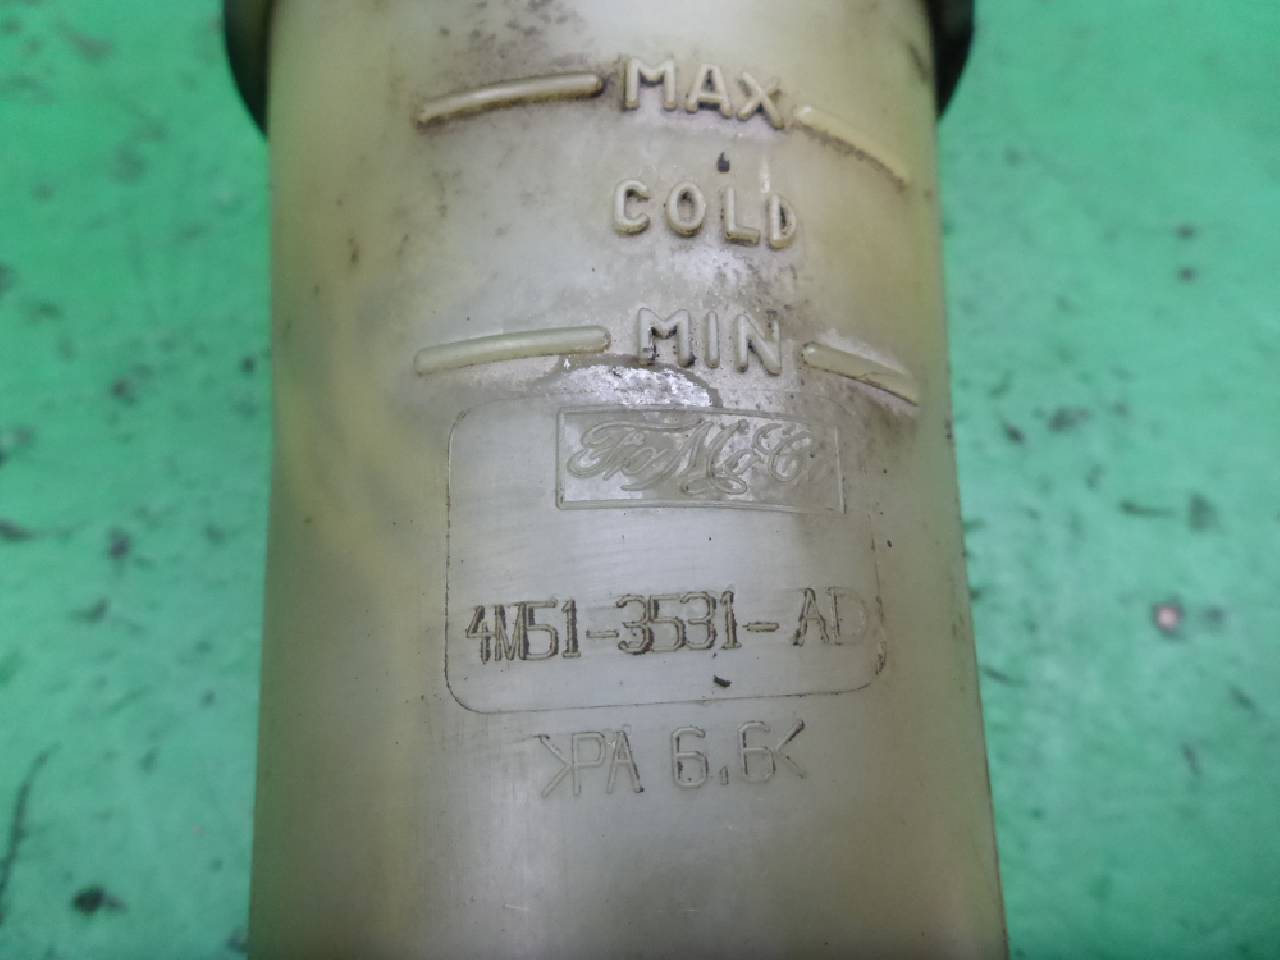 MAX
COLD
MIN
FoMoCo
4M51-3531-AD
>PA 6.6<